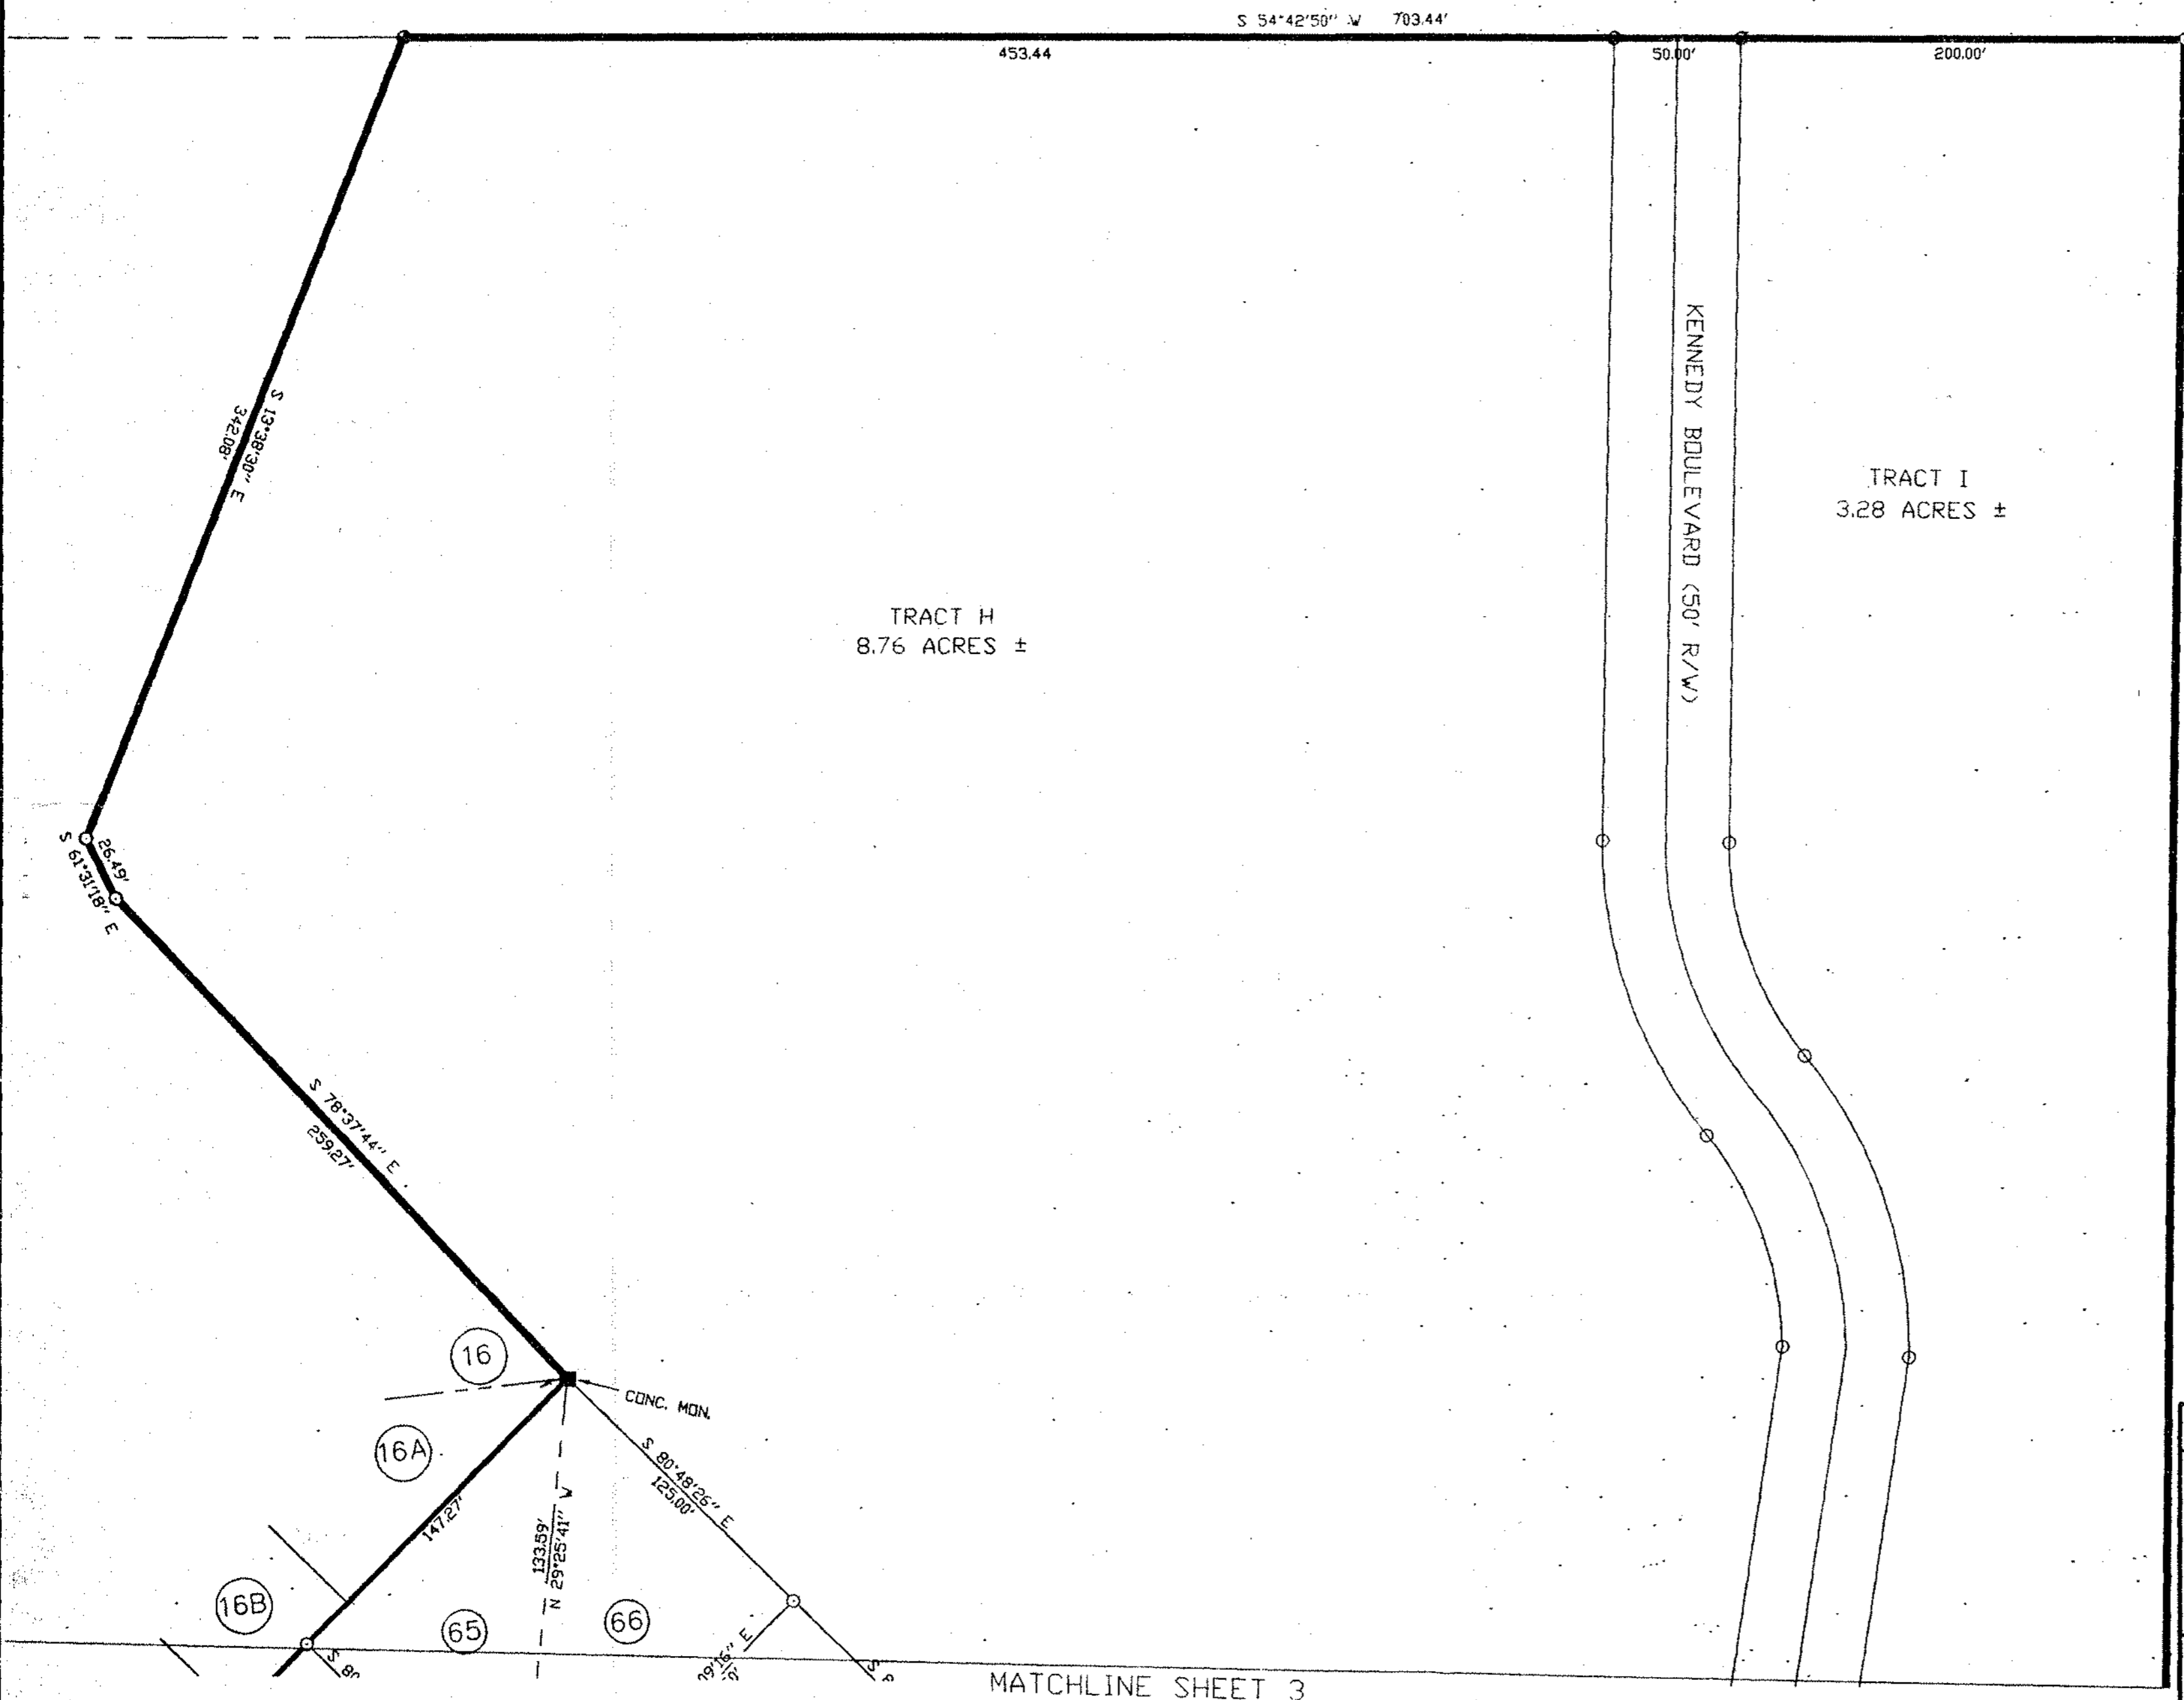 S 54°42'50" W 703.44'
453.44
50.00'
200.00'
S 13°38'30" E
342.08'
KENNEDY BOULEVARD (50' R/W)
TRACT I
3.28 ACRES ±
TRACT H
8.76 ACRES ±
26.49'
S 61°31'18" E
S 78°37'44" E
259.27'
16
CONC. MON.
16A
S 80°48'26" E
125.00'
147.27'
133.59'
N 29°25'41" W
16B
65
66
S 80
9'16" E
MATCHLINE SHEET 3